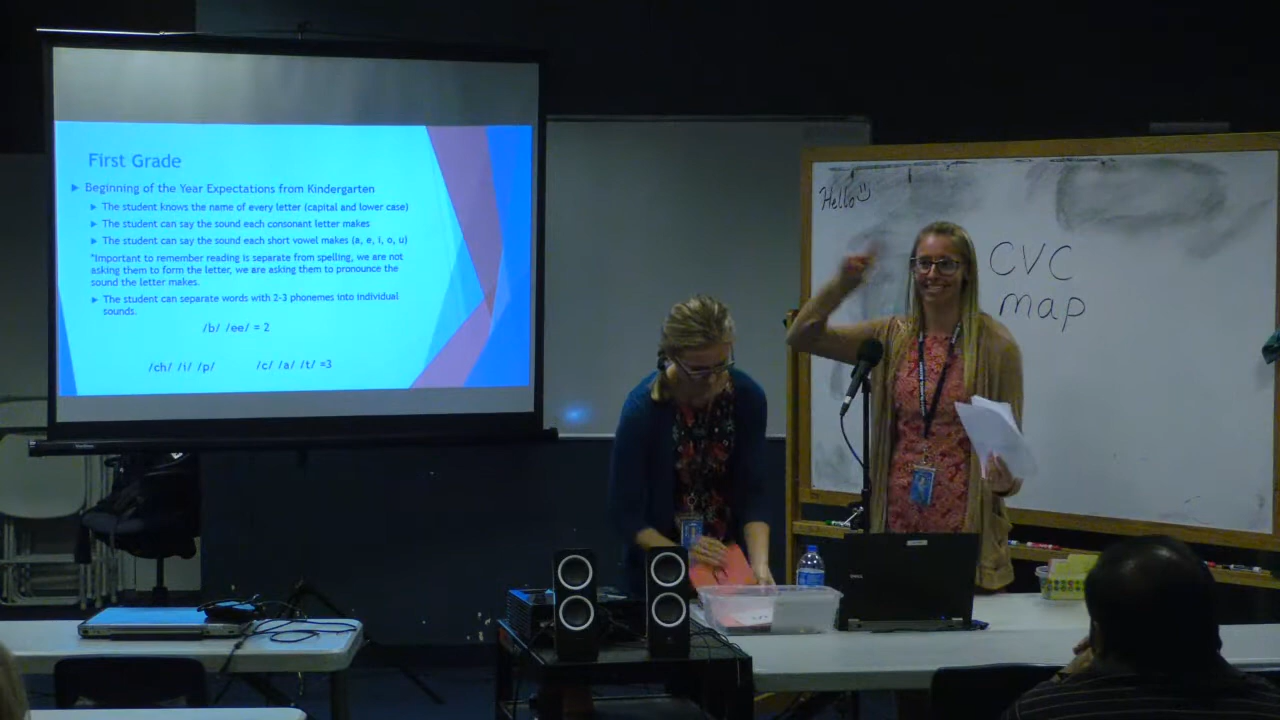 First Grade
Beginning of the Year Expectations from Kindergarten
The student knows the name of every letter (capital and lower case)
The student can say the sound each consonant letter makes
The student can say the sound each short vowel makes (a, e, i, o, u)
*Important to remember reading is separate from spelling, we are not
asking them to form the letter, we are asking them to pronounce the
sound the letter makes.
The student can separate words with 2-3 phonemes into individual
sounds.
/b/ /ee/ = 2
/ch/ /i/ /p/ /c/ /a/ /t/ =3
Hello
CVC
map